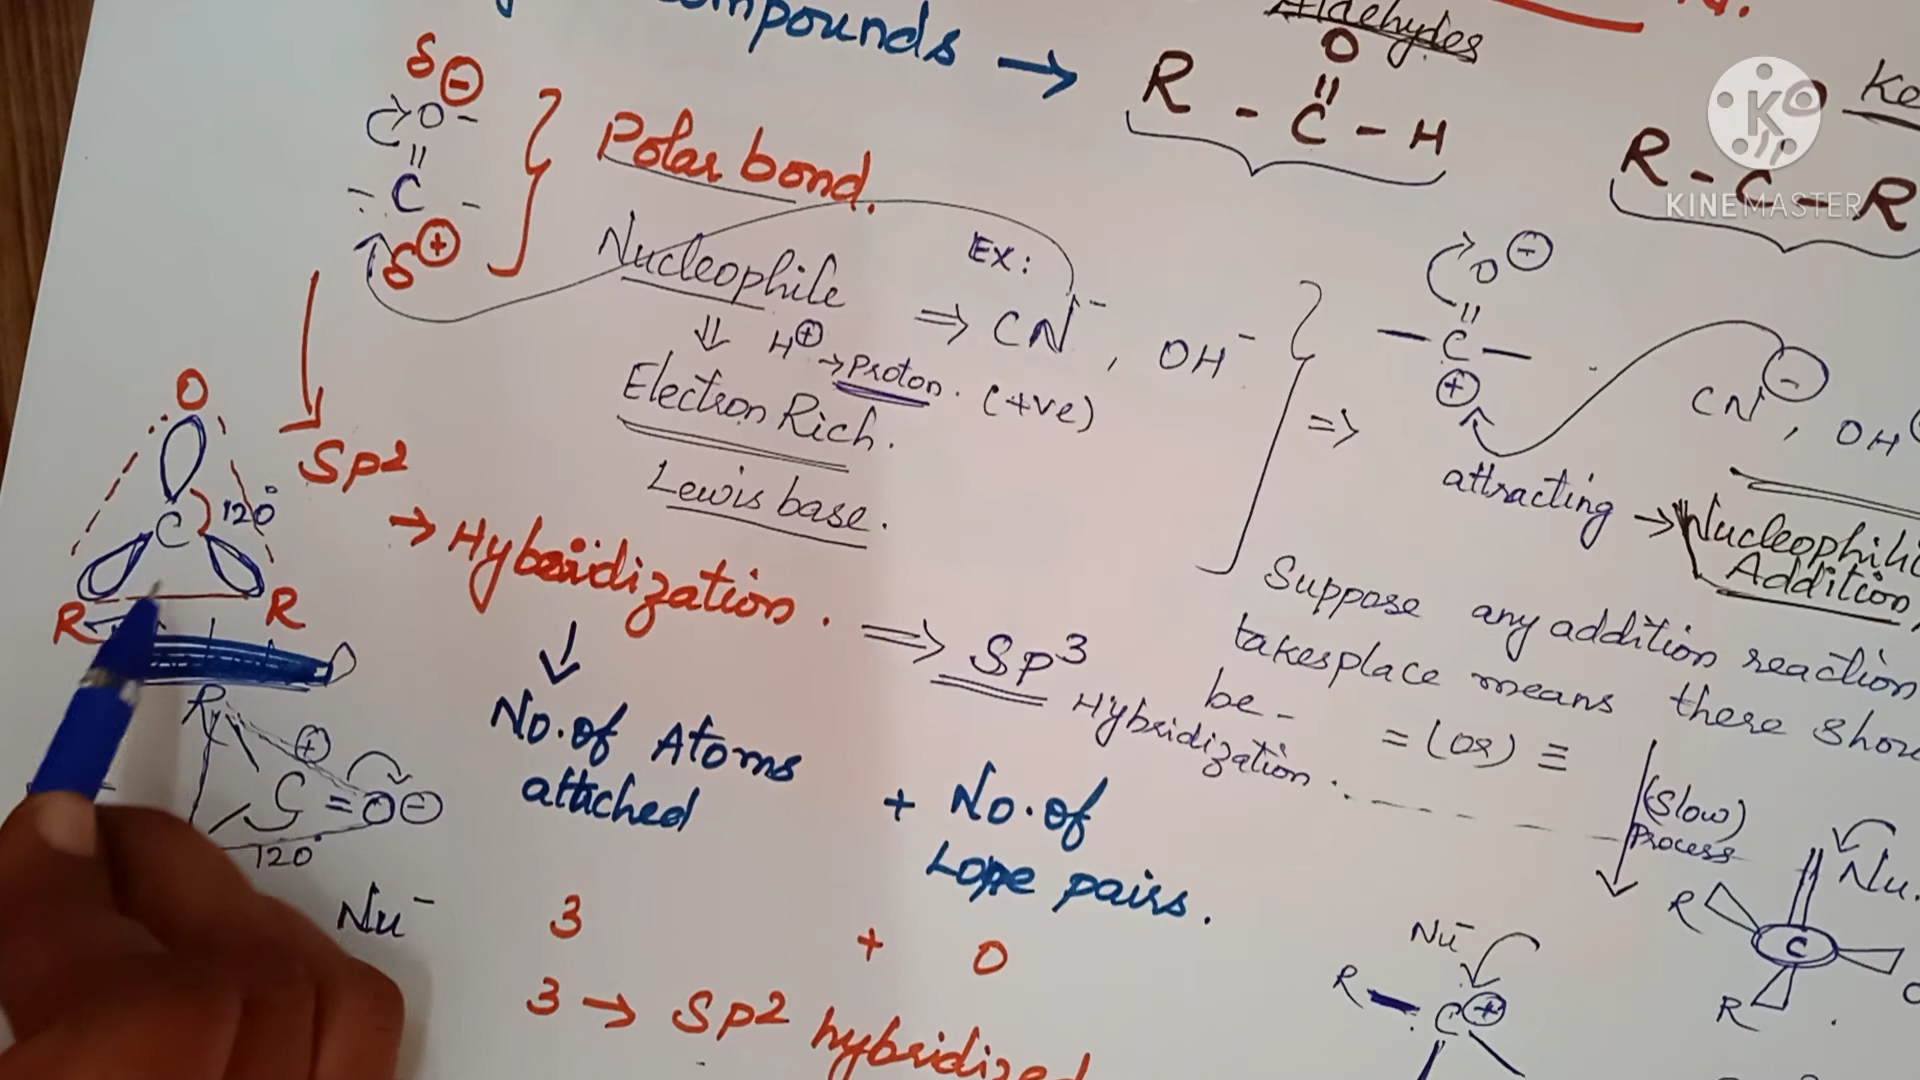 compounds →
Aldehydes
O
||
R - C - H
Ke
O
||
R - C - R
KINEMASTER
δ ⊖
O
||
- C -
δ ⊕
Polar bond.
Nucleophile
⇒
Ex:
CN⁻, OH⁻
⇓
H⊕ → Proton. (+ve)
Electron Rich.
Lewis base.
O ⊖
||
— C —
⊕
⇒
CN ⊖, OH
attracting → Nucleophilic
Addition
Suppose any addition reaction
takesplace means there shou
be - = (or) ≡
O
C 120°
R R
Sp²
→ Hybridization.
⇒ Sp³
Hybridization.
↓
No. of Atoms
attached
+ No. of
Lone pairs.
3 + 0
3 → Sp² hybridized
R
⊕
C = O ⊖
120°
Nu⁻
(slow)
Process
Nu
R
C
R
Nu⁻
R — C ⊕